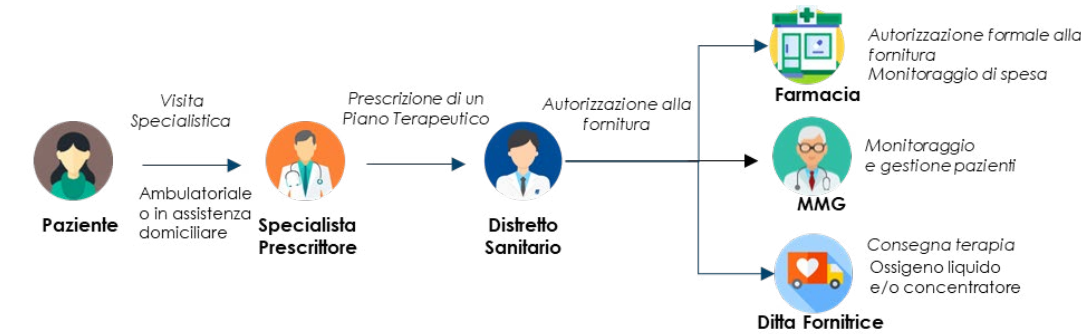 Visita
Specialistica
Ambulatoriale
o in assistenza
domiciliare
Paziente
Prescrizione di un
Piano Terapeutico
Specialista
Prescrittore
Autorizzazione alla
fornitura
Distretto
Sanitario
Autorizzazione formale alla
fornitura
Monitoraggio di spesa
Farmacia
Monitoraggio
e gestione pazienti
MMG
Consegna terapia
Ossigeno liquido
e/o concentratore
Ditta Fornitrice